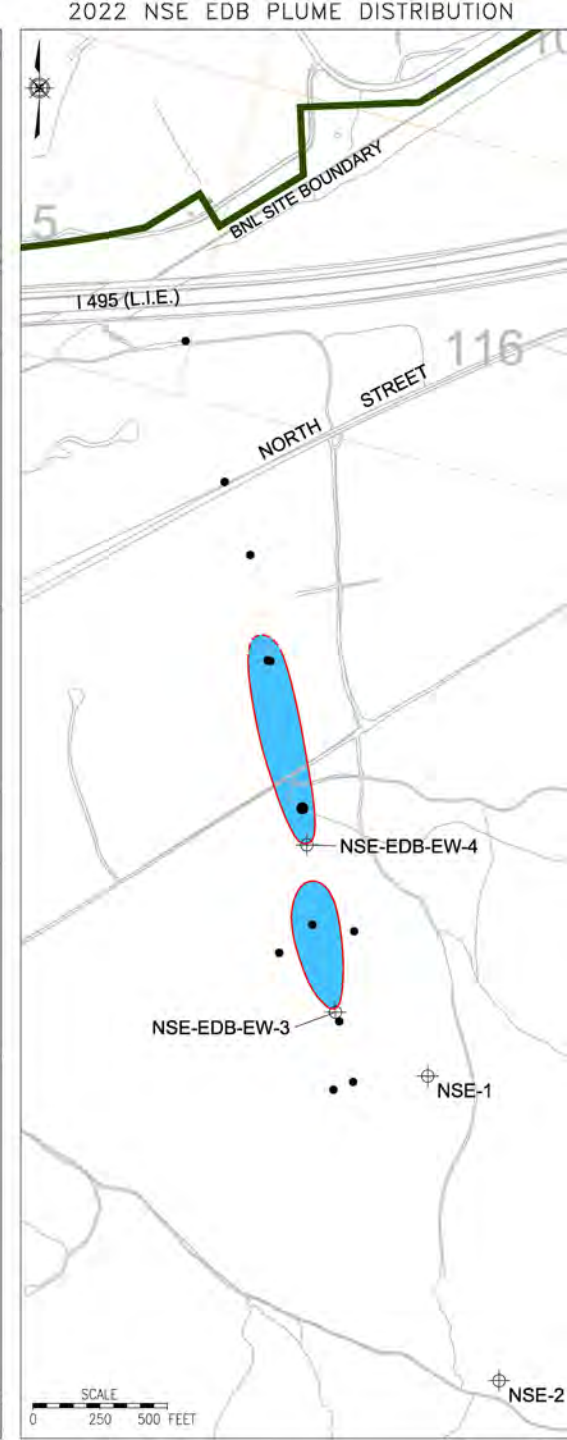 2022 NSE EDB PLUME DISTRIBUTION
5
BNL SITE BOUNDARY
I 495 (L.I.E.)
116
NORTH STREET
NSE-EDB-EW-4
NSE-EDB-EW-3
NSE-1
NSE-2
SCALE
0 250 500 FEET